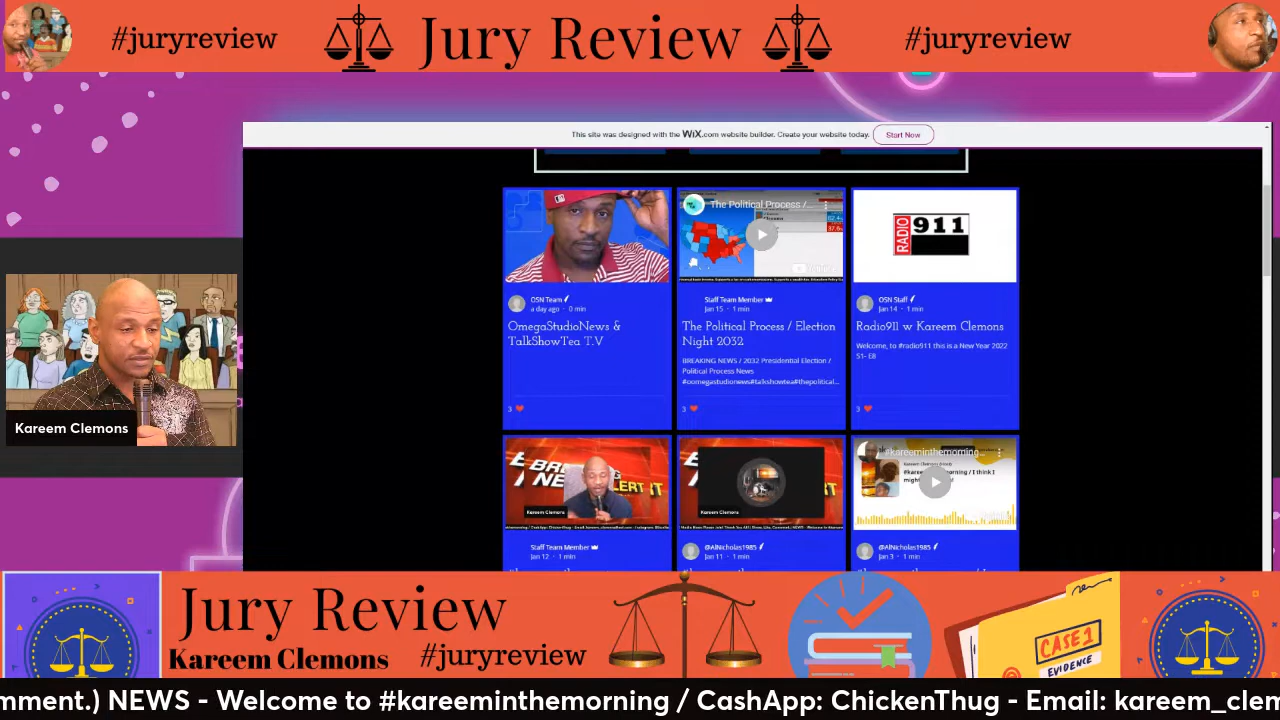 #juryreview
Jury Review
#juryreview
This site was designed with the WiX.com website builder. Create your website today.
Start Now
The Political Process /...
RADIO
911
OSN Team
a day ago · 0 min
OmegaStudioNews &
TalkShowTea T.V
3
Staff Team Member
Jan 15 · 1 min
The Political Process / Election
Night 2032
BREAKING NEWS / 2032 Presidential Election /
Political Process News
#oomegastudionews#talkshowtea#thepolitical...
3
OSN Staff
Jan 14 · 1 min
Radio911 w Kareem Clemons
Welcome, to #radio911 this is a New Year 2022
S1- E8
3
Kareem Clemons
Kareem Clemons
Kareem Clemons
#kareeminthemorning...
Staff Team Member
Jan 12 · 1 min
@AlNicholas1985
Jan 11 · 1 min
@AlNicholas1985
Jan 3 · 1 min
Jury Review
Kareem Clemons
#juryreview
CASE 1
EVIDENCE
mment.) NEWS - Welcome to #kareeminthemorning / CashApp: ChickenThug - Email: kareem_clem